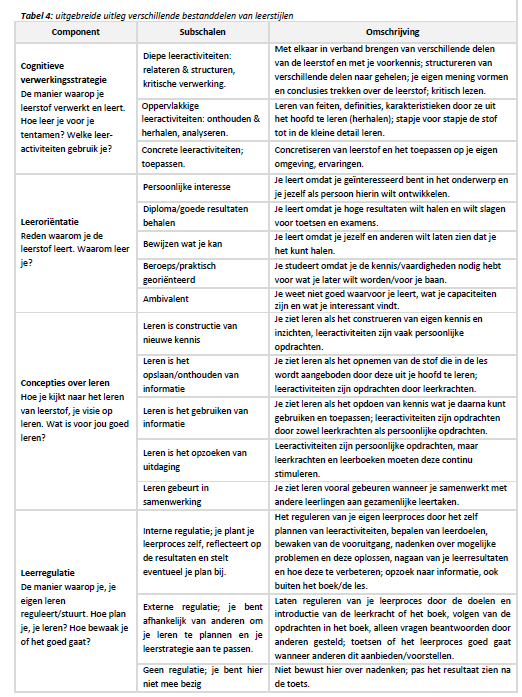 Tabel 4: uitgebreide uitleg verschillende bestanddelen van leerstijlen
Component
Subschalen
Omschrijving
Cognitieve
verwerkingsstrategie
De manier waarop je
leerstof verwerkt en leert.
Hoe leer je voor je
tentamen? Welke leer-
activiteiten gebruik je?
Diepe leeractiviteiten:
relateren & structuren,
kritische verwerking.
Met elkaar in verband brengen van verschillende delen
van de leerstof en met je voorkennis; structureren van
verschillende delen naar gehelen; je eigen mening vormen
en conclusies trekken over de leerstof; kritisch lezen.
Oppervlakkige
leeractiviteiten: onthouden &
herhalen, analyseren.
Leren van feiten, definities, karakteristieken door ze uit
het hoofd te leren (herhalen); stapje voor stapje de stof
tot in de kleine detail leren.
Concrete leeractiviteiten;
toepassen.
Concretiseren van leerstof en het toepassen op je eigen
omgeving, ervaringen.
Leeroriëntatie
Reden waarom je de
leerstof leert. Waarom leer
je?
Persoonlijke interesse
Je leert omdat je geïnteresseerd bent in het onderwerp en
je jezelf als persoon hierin wilt ontwikkelen.
Diploma/goede resultaten
behalen
Je leert omdat je hoge resultaten wilt halen en wilt slagen
voor toetsen en examens.
Bewijzen wat je kan
Je leert omdat je jezelf en anderen wilt laten zien dat je
het kunt halen.
Beroeps/praktisch
georiënteerd
Je studeert omdat je de kennis/vaardigheden nodig hebt
voor wat je later wilt worden/voor je baan.
Ambivalent
Je weet niet goed waarvoor je leert, wat je capaciteiten
zijn en wat je interessant vindt.
Concepties over leren
Hoe je kijkt naar het leren
van leerstof, je visie op
leren. Wat is voor jou goed
leren?
Leren is constructie van
nieuwe kennis
Je ziet leren als het construeren van eigen kennis en
inzichten, leeractiviteiten zijn vaak persoonlijke
opdrachten.
Leren is het
opslaan/onthouden van
informatie
Je ziet leren als het opnemen van de stof die in de les
wordt aangeboden door deze uit je hoofd te leren;
leeractiviteiten zijn opdrachten door leerkrachten.
Leren is het gebruiken van
informatie
Je ziet leren als het opdoen van kennis wat je daarna kunt
gebruiken en toepassen; leeractiviteiten zijn opdrachten
door zowel leerkrachten als persoonlijke opdrachten.
Leren is het opzoeken van
uitdaging
Leeractiviteiten zijn persoonlijke opdrachten, maar
leerkrachten en leerboeken moeten deze continu
stimuleren.
Leren gebeurt in
samenwerking
Je ziet leren vooral gebeuren wanneer je samenwerkt met
andere leerlingen aan gezamenlijke leertaken.
Leerregulatie
De manier waarop je, je
eigen leren
reguleert/stuurt. Hoe plan
je, je leren? Hoe bewaak je
of het goed gaat?
Interne regulatie; je plant je
leerproces zelf, reflecteert op
de resultaten en stelt
eventueel je plan bij.
Het reguleren van je eigen leerproces door het zelf
plannen van leeractiviteiten, bepalen van leerdoelen,
bewaken van de vooruitgang, nadenken over mogelijke
problemen en deze oplossen, nagaan van je leerresultaten
en hoe deze te verbeteren; opzoek naar informatie, ook
buiten het boek/de les.
Externe regulatie; je bent
afhankelijk van anderen om
je leren te plannen en je
leerstrategie aan te passen.
Laten reguleren van je leerproces door de doelen en
introductie van de leerkracht of het boek, volgen van de
opdrachten in het boek, alleen vragen beantwoorden door
anderen gesteld; toetsen of het leerproces goed gaat
wanneer anderen dit aanbieden/voorstellen.
Geen regulatie; je bent hier
niet mee bezig
Niet bewust hier over nadenken; pas het resultaat zien na
de toets.